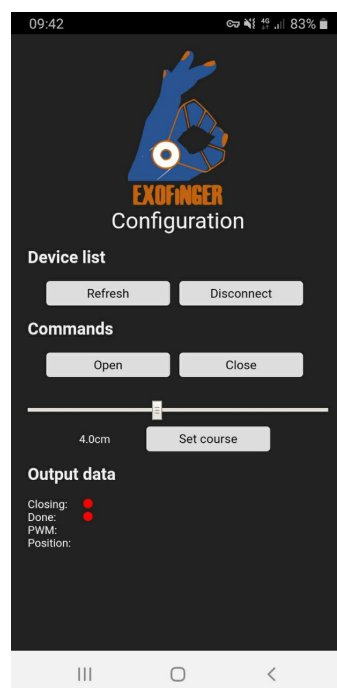 09:42
4G
83%
EXOFiNGER
Configuration
Device list
Refresh Disconnect
Commands
Open Close
4.0cm Set course
Output data
Closing:
Done:
PWM:
Position: